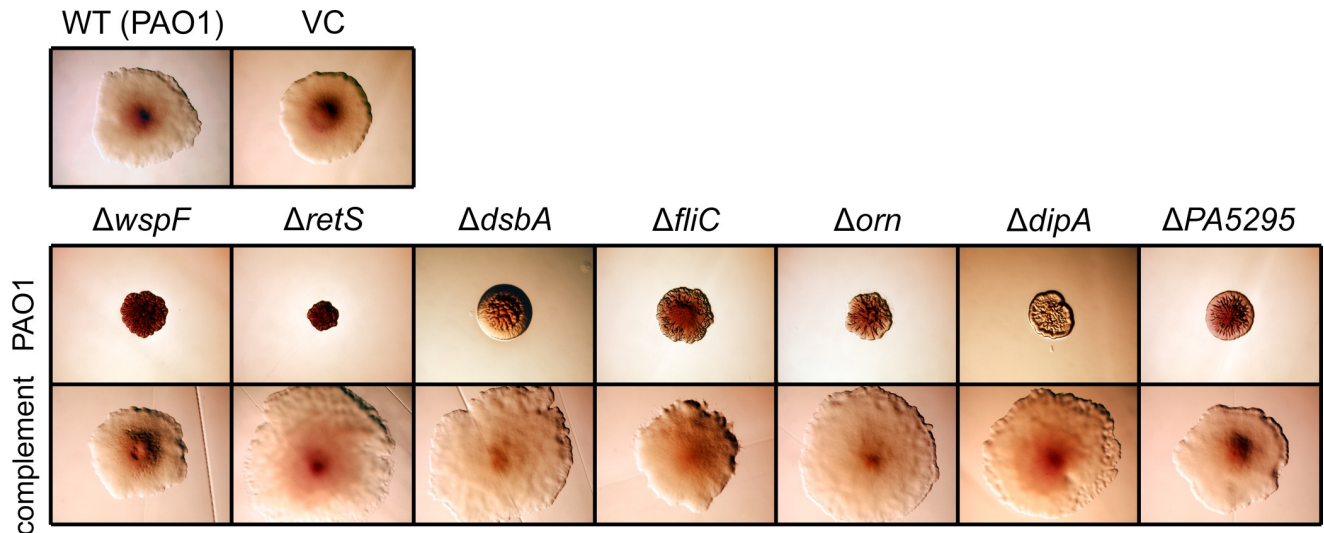 WT (PAO1) VC
ΔwspF ΔretS ΔdsbA ΔfliC Δorn ΔdipA ΔPA5295
PAO1
complement